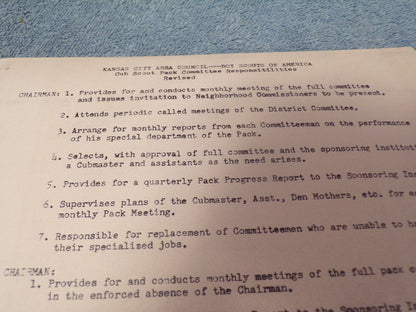 KANSAS CITY AREA COUNCIL---BOY SCOUTS OF AMERICA
Cub Scout Pack Committee Responsibilities
Revised
CHAIRMAN: 1. Provides for and conducts monthly meeting of the full committee
and issues invitation to Neighborhood Commissioners to be present.
2. Attends periodic called meetings of the District Committee.
3. Arrange for monthly reports from each Committeeman on the performance
of his special department of the Pack.
4. Selects, with approval of full committee and the sponsoring institut
a Cubmaster and assistants as the need arises.
5. Provides for a quarterly Pack Progress Report to the Sponsoring Ins
6. Supervises plans of the Cubmaster, Asst., Den Mothers, etc. for e
monthly Pack Meeting.
7. Responsible for replacement of Committeemen who are unable to h
their specialized jobs.
CHAIRMAN:
1. Provides for and conducts monthly meetings of the full pack c
in the enforced absence of the Chairman.
Report to the Sponsoring I